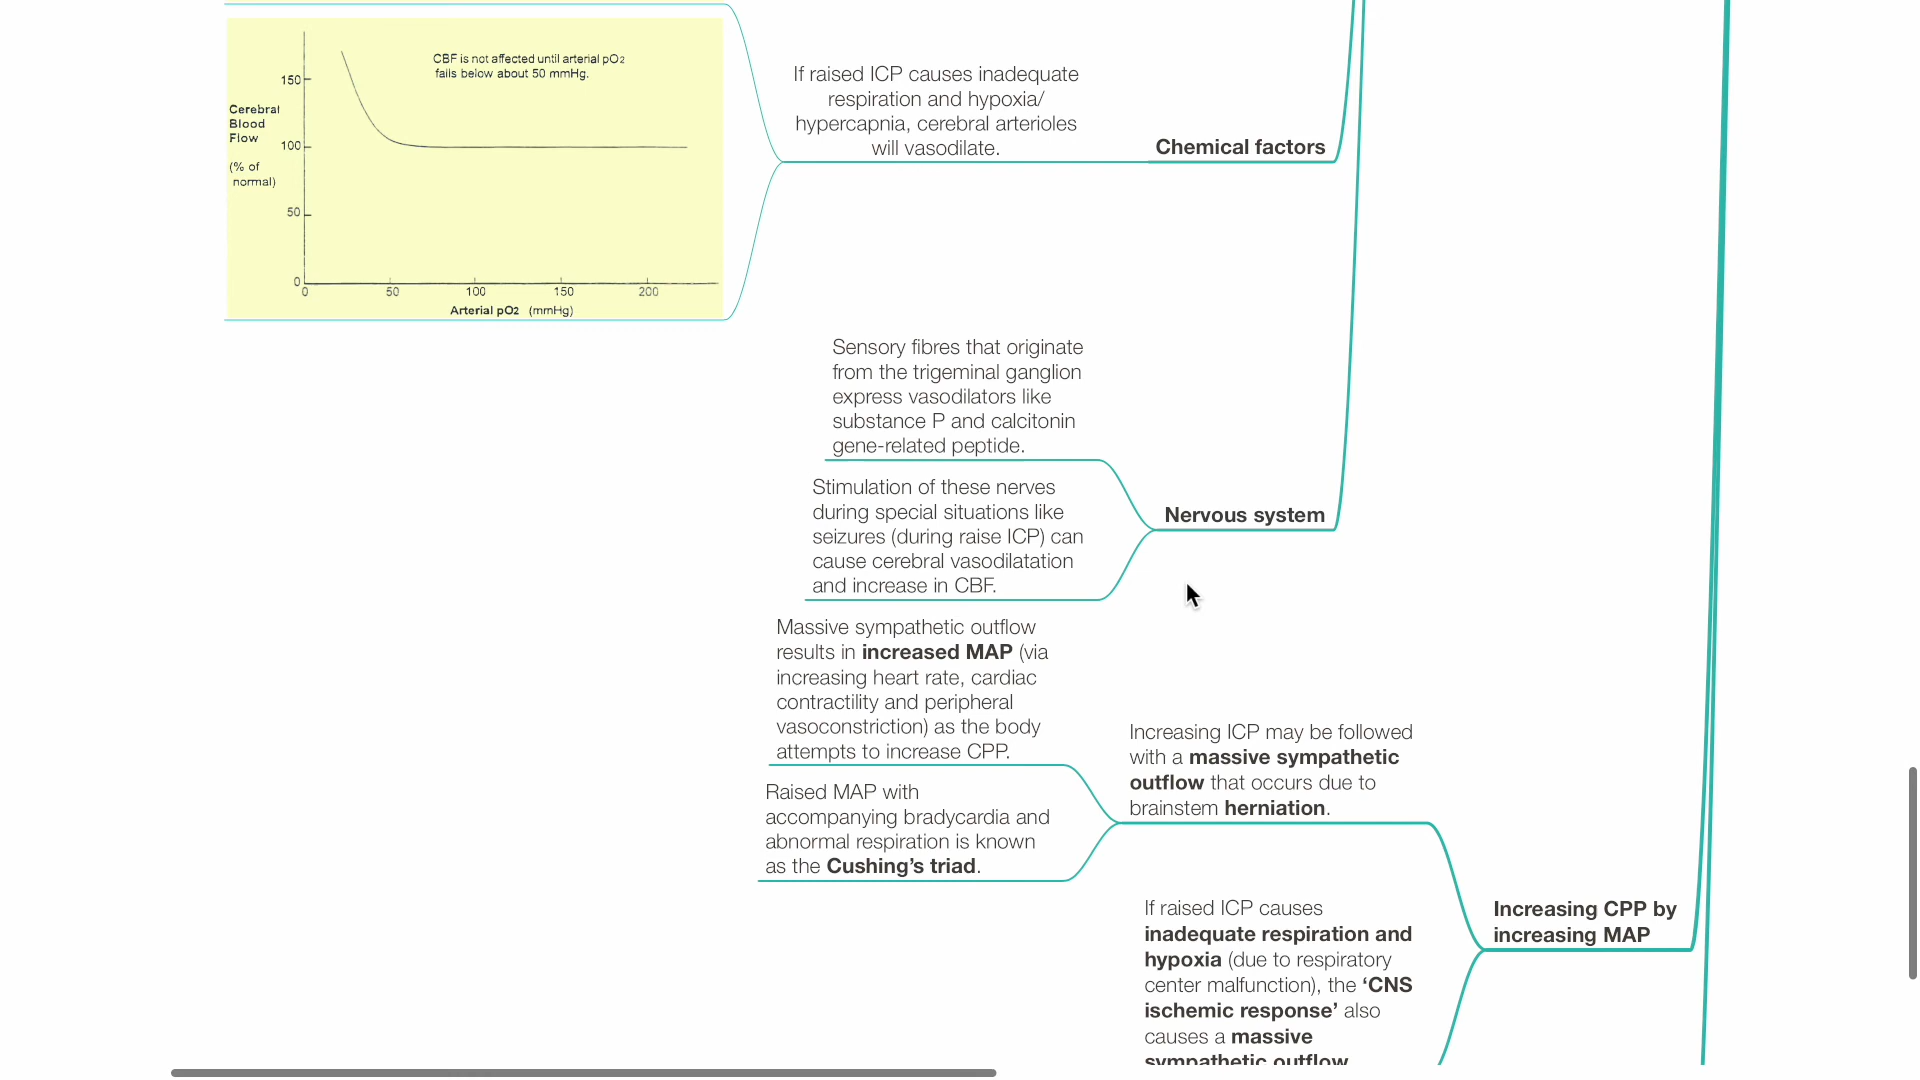 CBF is not affected until arterial pO2
falls below about 50 mmHg.
150
Cerebral
Blood
Flow
100
(% of
normal)
50
0
0 50 100 150 200
Arterial pO2 (mmHg)
If raised ICP causes inadequate
respiration and hypoxia/
hypercapnia, cerebral arterioles
will vasodilate.
Chemical factors
Sensory fibres that originate
from the trigeminal ganglion
express vasodilators like
substance P and calcitonin
gene-related peptide.
Stimulation of these nerves
during special situations like
seizures (during raise ICP) can
cause cerebral vasodilatation
and increase in CBF.
Nervous system
Massive sympathetic outflow
results in increased MAP (via
increasing heart rate, cardiac
contractility and peripheral
vasoconstriction) as the body
attempts to increase CPP.
Raised MAP with
accompanying bradycardia and
abnormal respiration is known
as the Cushing’s triad.
Increasing ICP may be followed
with a massive sympathetic
outflow that occurs due to
brainstem herniation.
If raised ICP causes
inadequate respiration and
hypoxia (due to respiratory
center malfunction), the ‘CNS
ischemic response’ also
causes a massive
sympathetic outflow
Increasing CPP by
increasing MAP